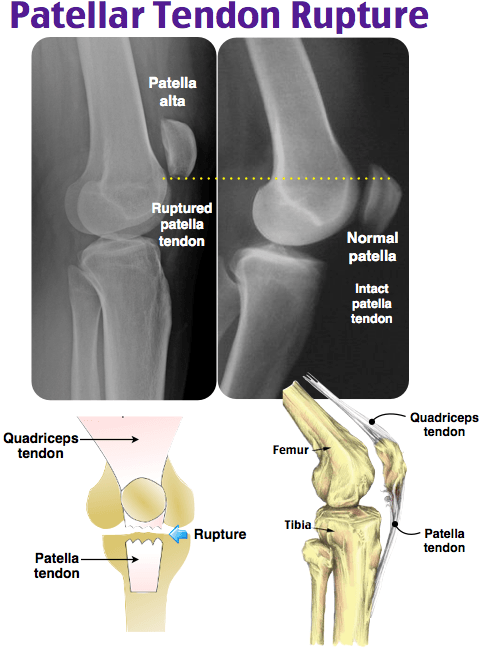 Patellar Tendon Rupture
Patella
alta
Ruptured
patella
tendon
Normal
patella
Intact
patella
tendon
Quadriceps
tendon
Rupture
Patella
tendon
Quadriceps
tendon
Femur
Tibia
Patella
tendon